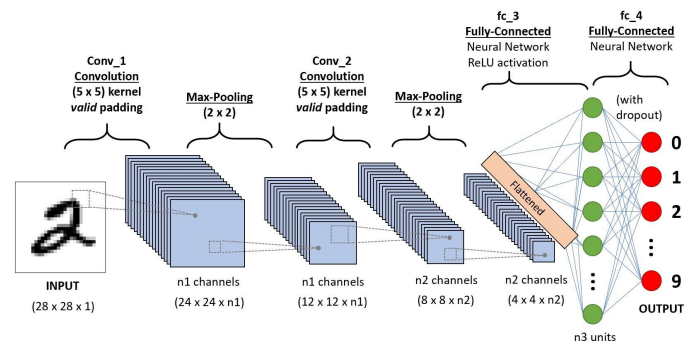 fc_3
Fully-Connected
Neural Network
ReLU activation
fc_4
Fully-Connected
Neural Network
Conv_1
Convolution
(5 x 5) kernel
valid padding
Max-Pooling
(2 x 2)
Conv_2
Convolution
(5 x 5) kernel
valid padding
Max-Pooling
(2 x 2)
(with
dropout)
Flattened
0
1
2
9
2
INPUT
(28 x 28 x 1)
n1 channels
(24 x 24 x n1)
n1 channels
(12 x 12 x n1)
n2 channels
(8 x 8 x n2)
n2 channels
(4 x 4 x n2)
n3 units
OUTPUT